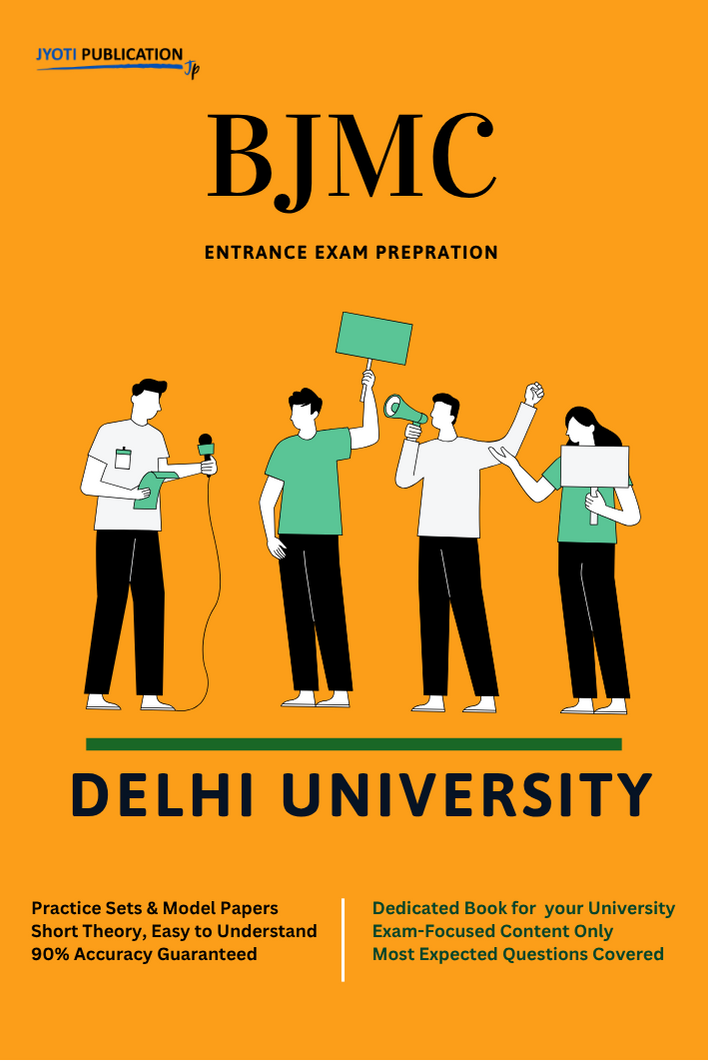 JYOTI PUBLICATION
Jp
BJMC
ENTRANCE EXAM PREPRATION
DELHI UNIVERSITY
Practice Sets & Model Papers
Short Theory, Easy to Understand
90% Accuracy Guaranteed
Dedicated Book for your University
Exam-Focused Content Only
Most Expected Questions Covered